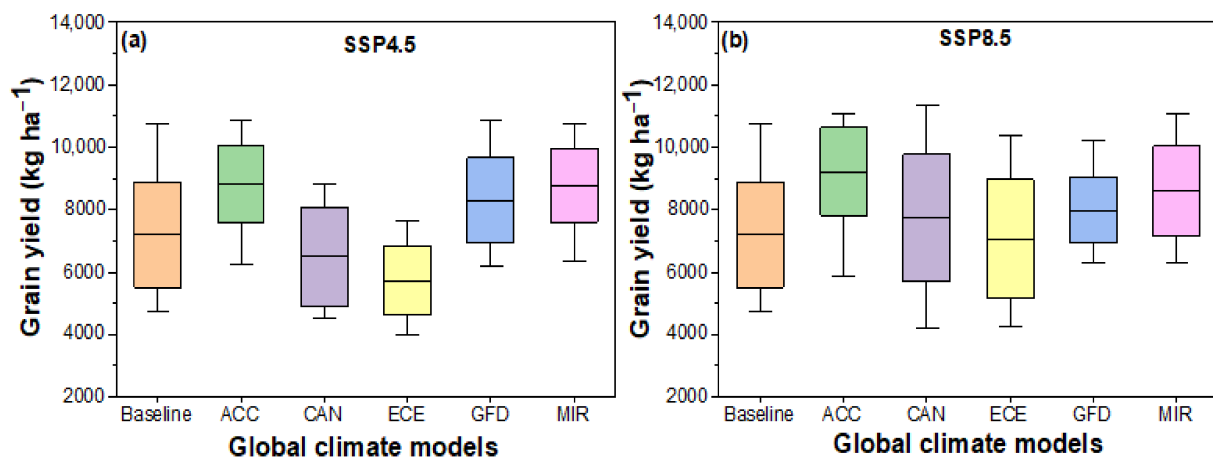 (a)
SSP4.5
Grain yield (kg ha⁻¹)
14,000
12,000
10,000
8000
6000
4000
2000
Baseline ACC CAN ECE GFD MIR
Global climate models
(b)
SSP8.5
Grain yield (kg ha⁻¹)
14,000
12,000
10,000
8000
6000
4000
2000
Baseline ACC CAN ECE GFD MIR
Global climate models